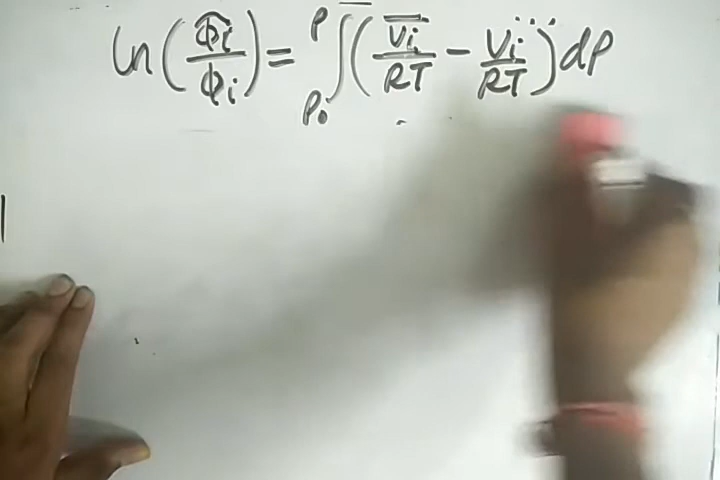 ln(φ̂i/φi) = ∫_{P₀}^{P} (V̄i/RT − Vi/RT) dP